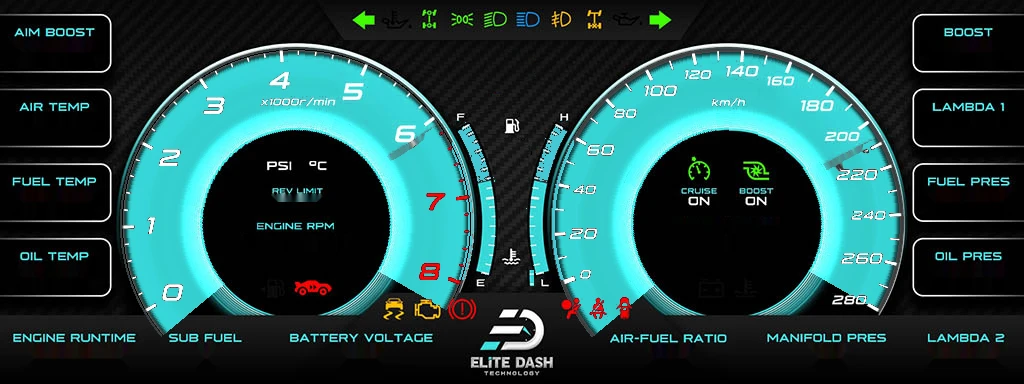 AIM BOOST
AIR TEMP
FUEL TEMP
OIL TEMP
0
1
2
3
4
5
6
7
8
x1000r/min
PSI ºC
REV LIMIT
ENGINE RPM
F
E
H
L
0
20
40
60
80
100
120
140
160
180
200
220
240
260
280
km/h
CRUISE BOOST
ON ON
BOOST
LAMBDA 1
FUEL PRES
OIL PRES
ENGINE RUNTIME SUB FUEL BATTERY VOLTAGE AIR-FUEL RATIO MANIFOLD PRES LAMBDA 2
ELiTE DASH
TECHNOLOGY